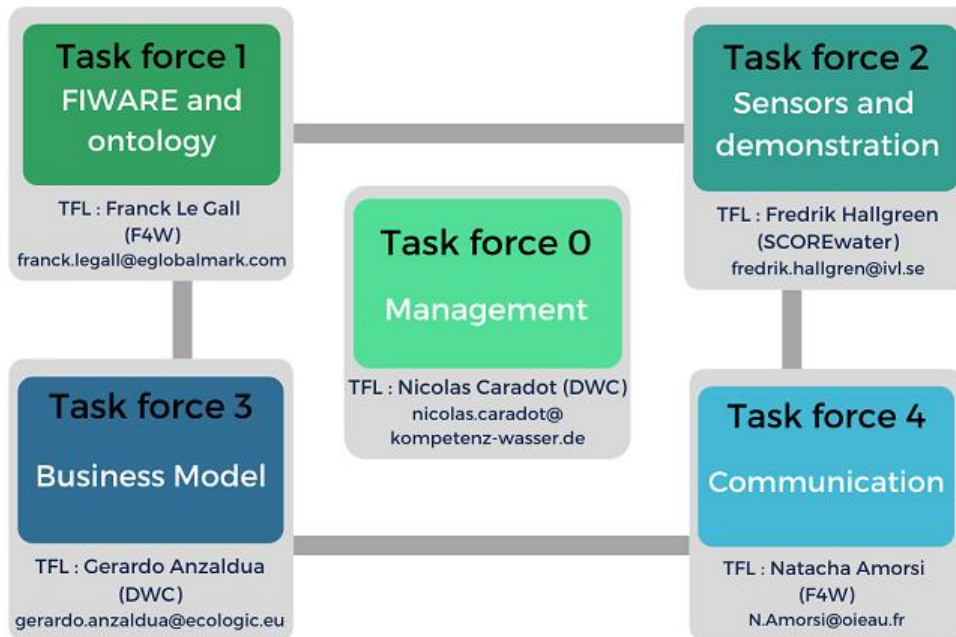 Task force 1
FIWARE and
ontology
TFL : Franck Le Gall
(F4W)
franck.legall@eglobalmark.com
Task force 2
Sensors and
demonstration
TFL : Fredrik Hallgreen
(SCOREwater)
fredrik.hallgren@ivl.se
Task force 0
Management
TFL : Nicolas Caradot (DWC)
nicolas.caradot@
kompetenz-wasser.de
Task force 3
Business Model
TFL : Gerardo Anzaldua
(DWC)
gerardo.anzaldua@ecologic.eu
Task force 4
Communication
TFL : Natacha Amorsi
(F4W)
N.Amorsi@oieau.fr